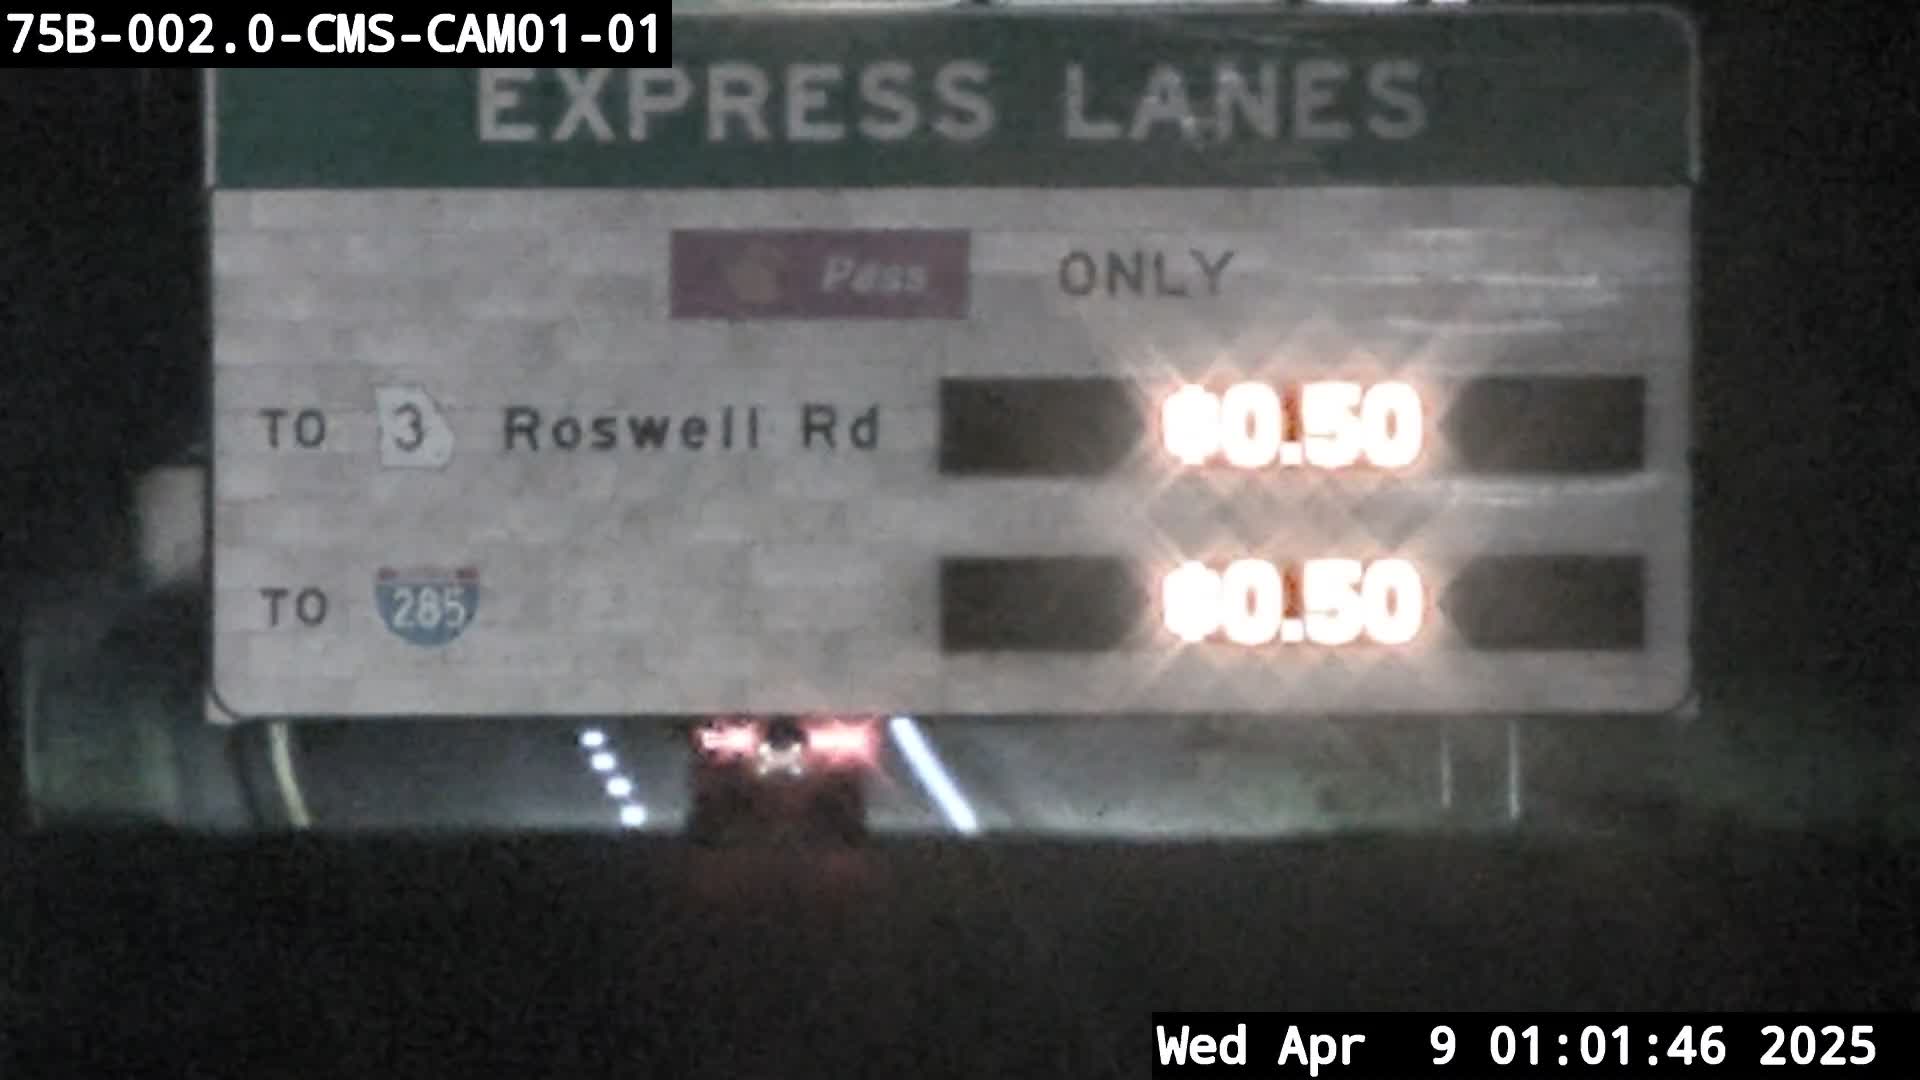 75B-002.0-CMS-CAM01-01
EXPRESS LANES
Pass ONLY
TO 3 Roswell Rd $0.50
TO 285 $0.50
Wed Apr 9 01:01:46 2025